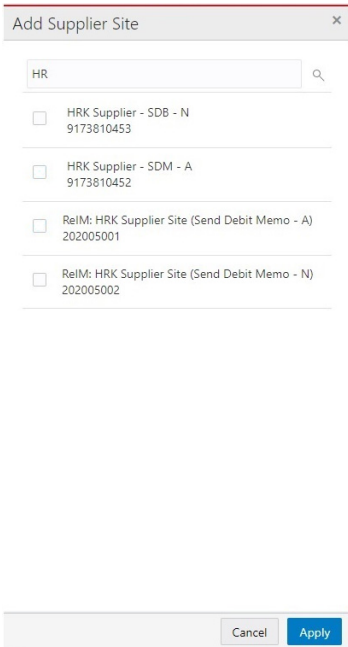 Add Supplier Site
×
HR
HRK Supplier - SDB - N
9173810453
HRK Supplier - SDM - A
9173810452
ReIM: HRK Supplier Site (Send Debit Memo - A)
202005001
ReIM: HRK Supplier Site (Send Debit Memo - N)
202005002
Cancel
Apply